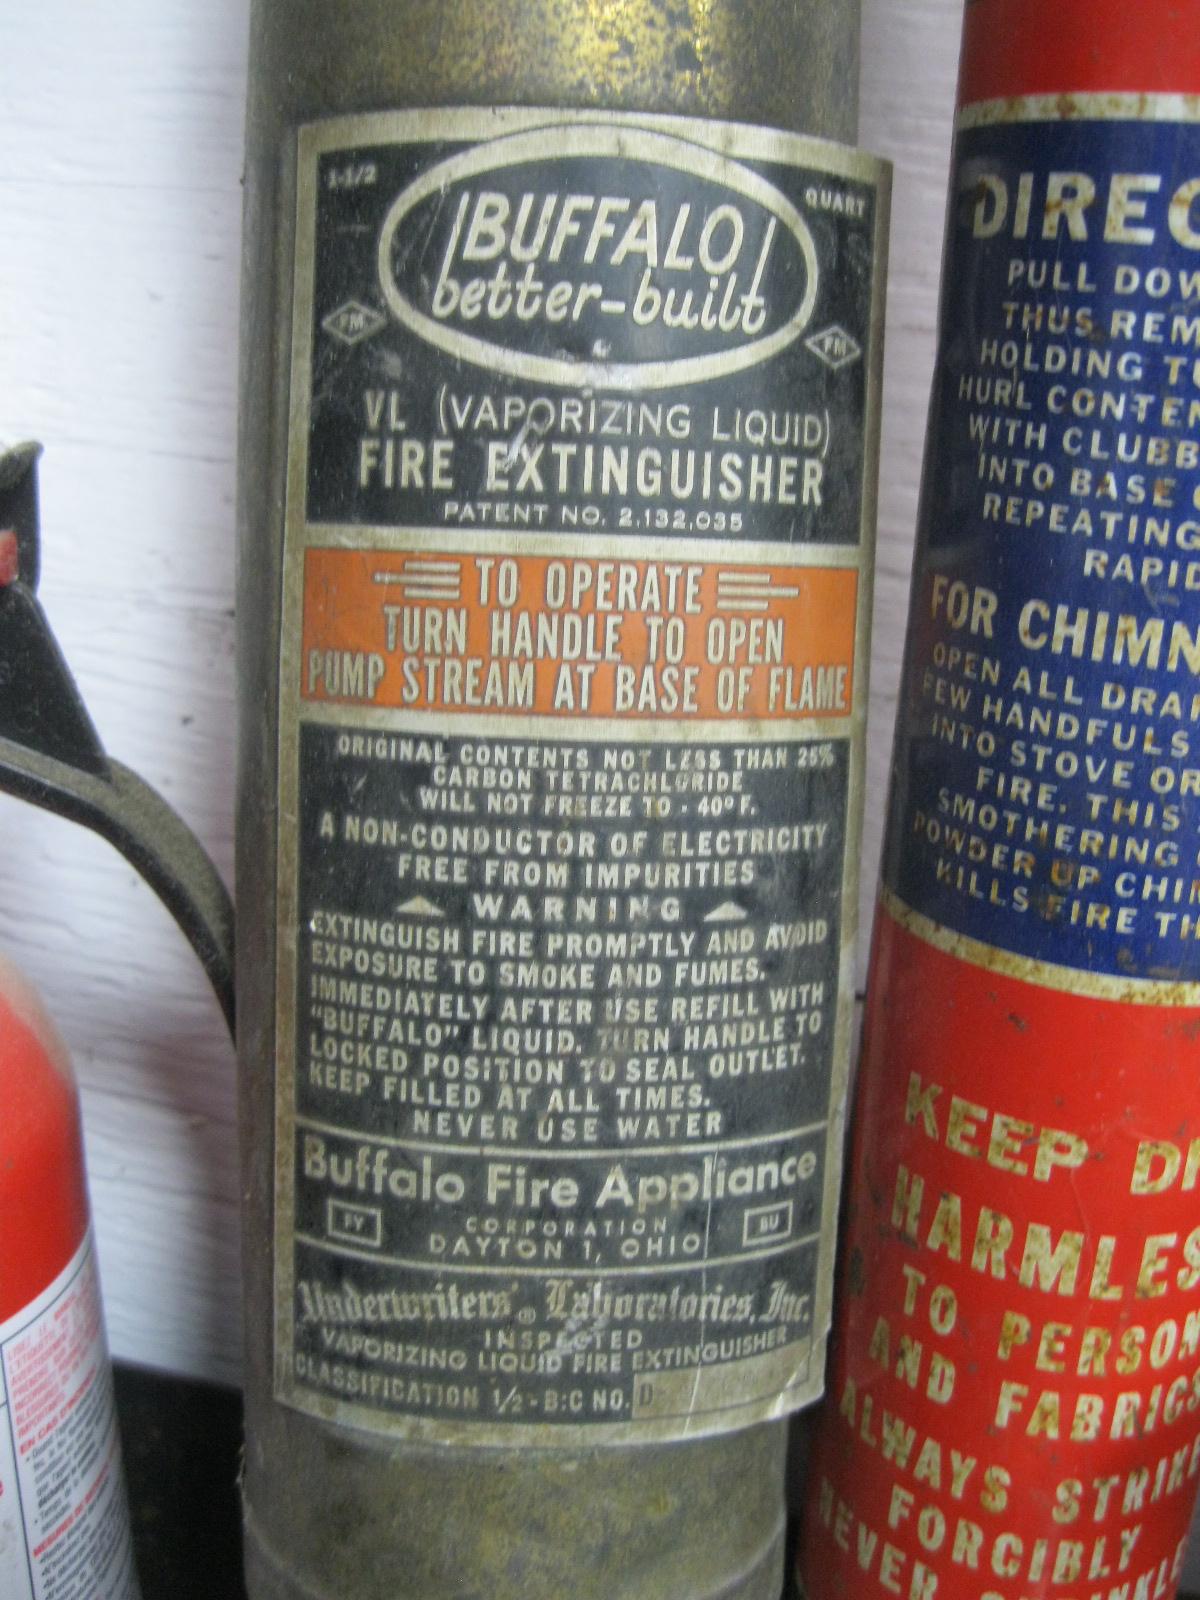 1-1/2 QUART
BUFFALO
better-built
FM FM
VL (VAPORIZING LIQUID)
FIRE EXTINGUISHER
PATENT NO. 2,132,035
TO OPERATE
TURN HANDLE TO OPEN
PUMP STREAM AT BASE OF FLAME
ORIGINAL CONTENTS NOT LESS THAN 25%
CARBON TETRACHLORIDE
WILL NOT FREEZE TO - 40° F.
A NON-CONDUCTOR OF ELECTRICITY
FREE FROM IMPURITIES
WARNING
EXTINGUISH FIRE PROMPTLY AND AVOID
EXPOSURE TO SMOKE AND FUMES.
IMMEDIATELY AFTER USE REFILL WITH
"BUFFALO" LIQUID. TURN HANDLE TO
LOCKED POSITION TO SEAL OUTLET.
KEEP FILLED AT ALL TIMES.
NEVER USE WATER
Buffalo Fire Appliance
CORPORATION
FY DAYTON 1, OHIO BU
Underwriters' Laboratories, Inc.
INSPECTED
VAPORIZING LIQUID FIRE EXTINGUISHER
CLASSIFICATION 1/2 - B:C NO. D
DIREC
PULL DOW
THUS REM
HOLDING TU
HURL CONTEN
WITH CLUBB
INTO BASE
REPEATING
RAPID
FOR CHIMN
OPEN ALL DRA
FEW HANDFULS
INTO STOVE OR
FIRE. THIS
SMOTHERING
POWDER UP CHI
KILLS FIRE TH
KEEP D
HARMLES
TO PERSON
AND FABRICS
ALWAYS STRIK
FORCIBLY
NEVER